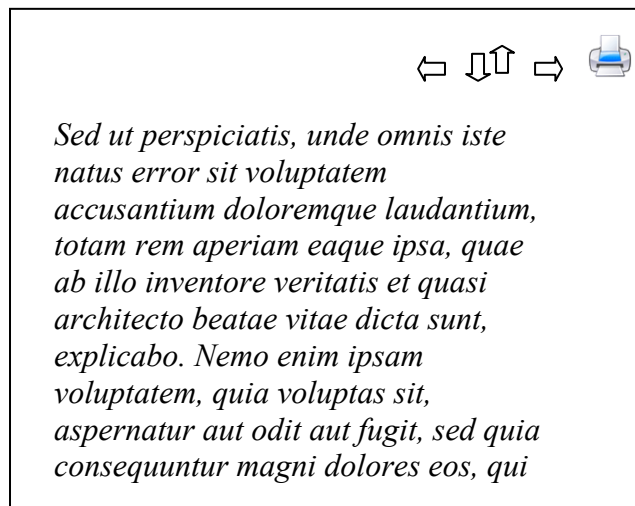 Sed ut perspiciatis, unde omnis iste
natus error sit voluptatem
accusantium doloremque laudantium,
totam rem aperiam eaque ipsa, quae
ab illo inventore veritatis et quasi
architecto beatae vitae dicta sunt,
explicabo. Nemo enim ipsam
voluptatem, quia voluptas sit,
aspernatur aut odit aut fugit, sed quia
consequuntur magni dolores eos, qui